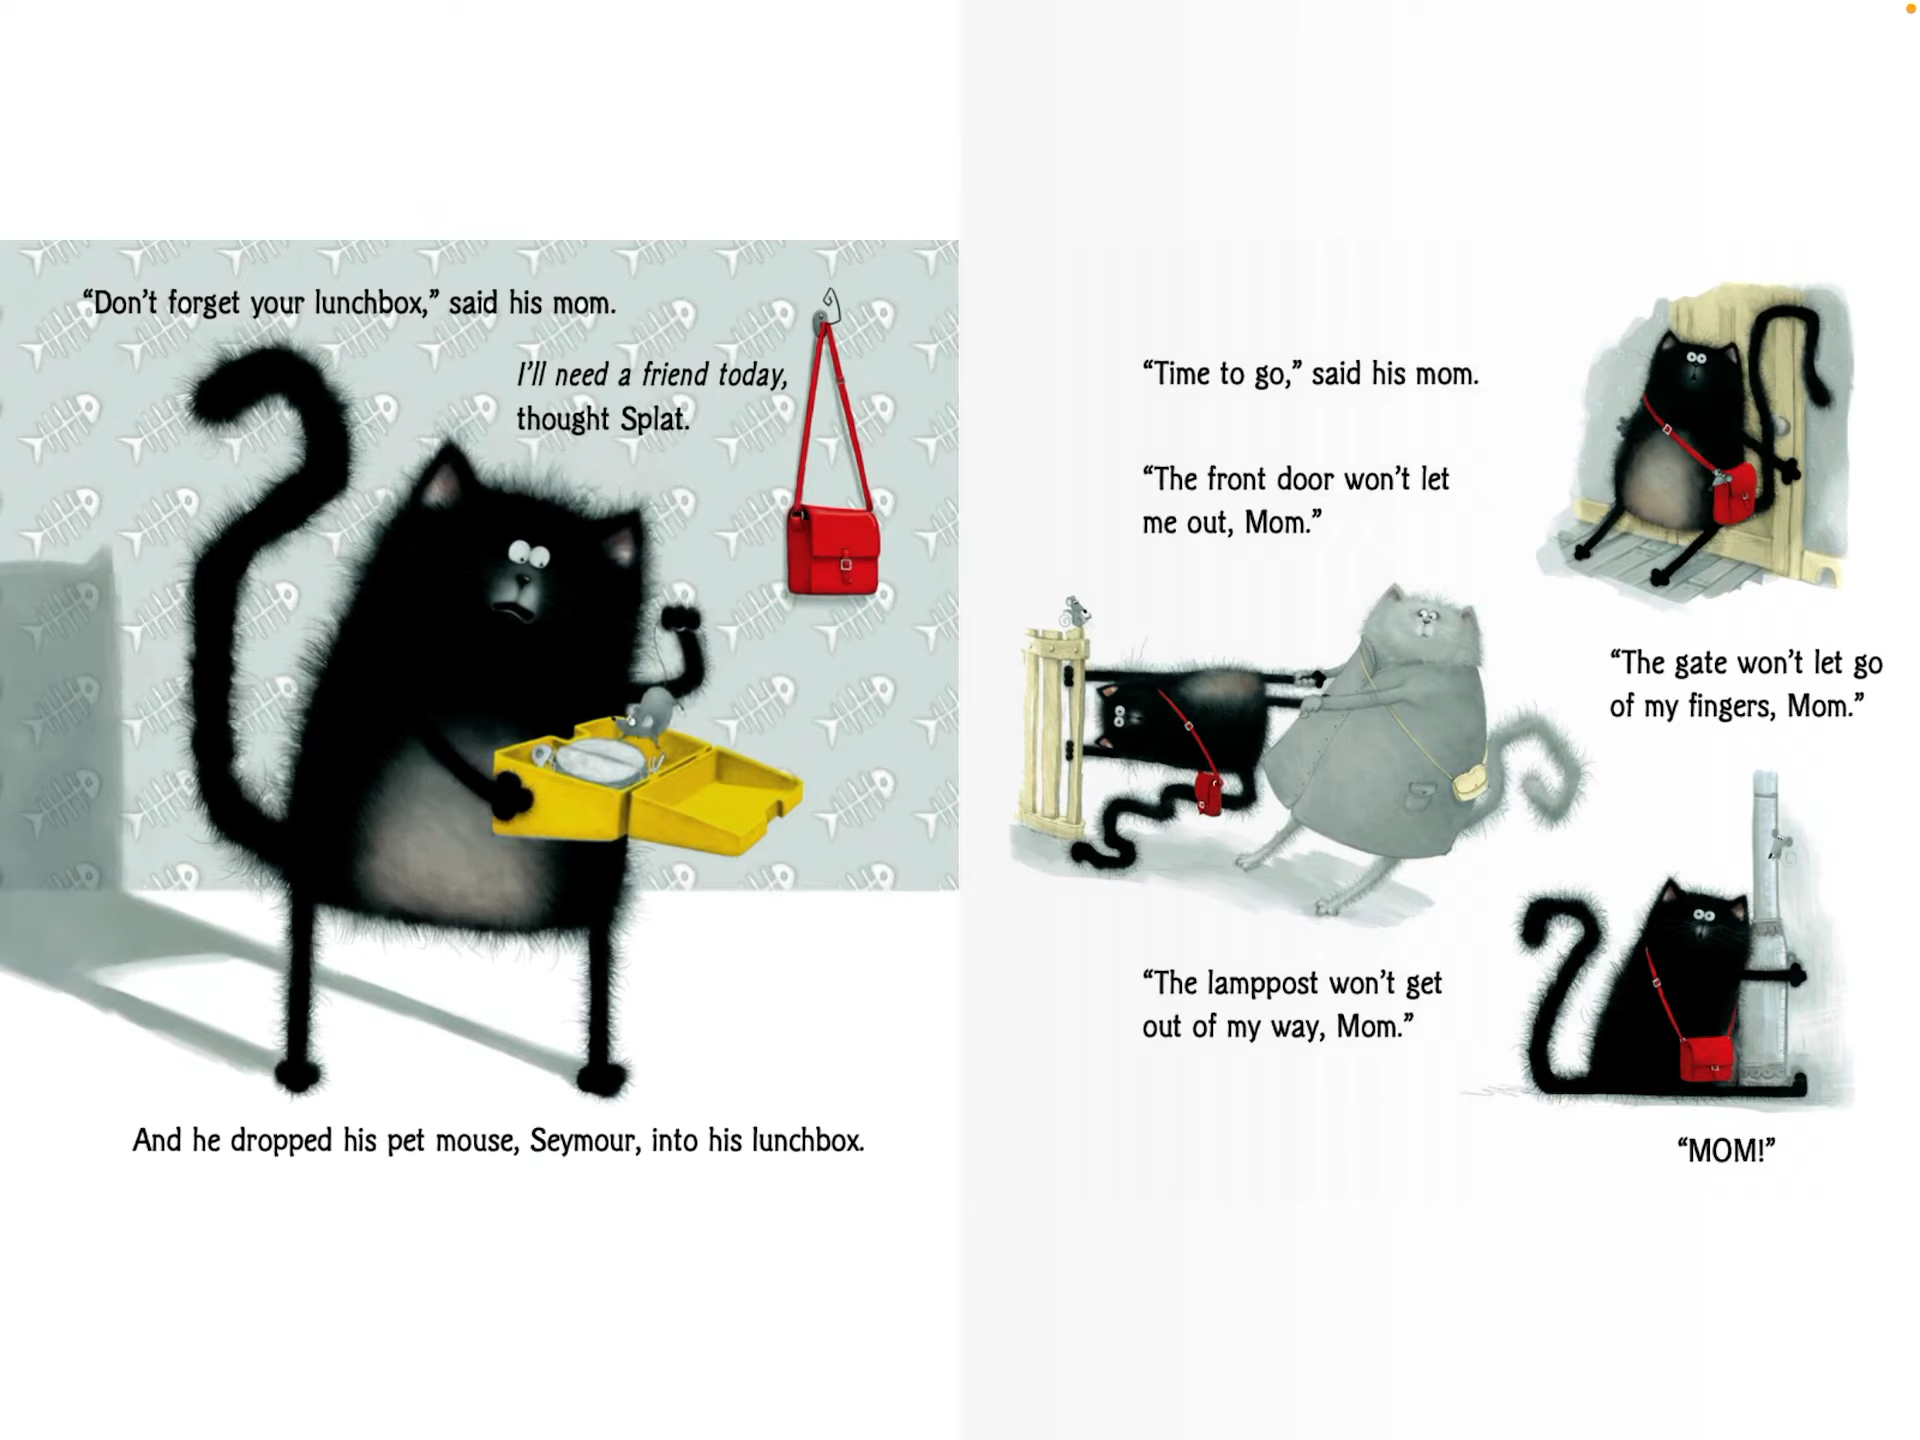 “Don’t forget your lunchbox,” said his mom.
I’ll need a friend today,
thought Splat.
And he dropped his pet mouse, Seymour, into his lunchbox.
“Time to go,” said his mom.
“The front door won’t let
me out, Mom.”
“The gate won’t let go
of my fingers, Mom.”
“The lamppost won’t get
out of my way, Mom.”
“MOM!”